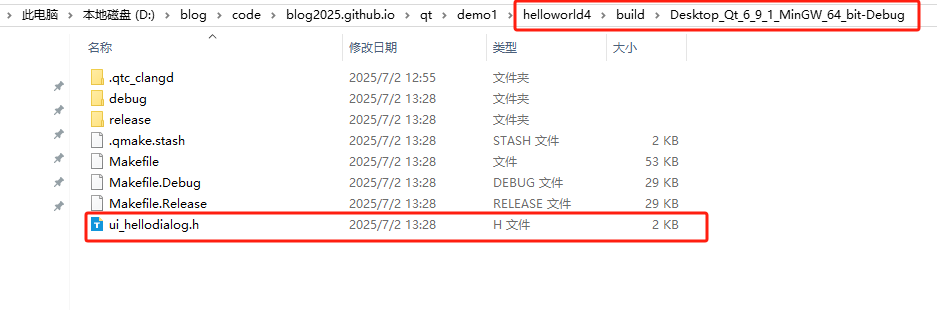 此电脑 › 本地磁盘 (D:) › blog › code › blog2025.github.io › qt › demo1 › helloworld4 › build › Desktop_Qt_6_9_1_MinGW_64_bit-Debug
名称 修改日期 类型 大小
.qtc_clangd 2025/7/2 12:55 文件夹
debug 2025/7/2 13:28 文件夹
release 2025/7/2 13:28 文件夹
.qmake.stash 2025/7/2 13:28 STASH 文件 2 KB
Makefile 2025/7/2 13:28 文件 53 KB
Makefile.Debug 2025/7/2 13:28 DEBUG 文件 29 KB
Makefile.Release 2025/7/2 13:28 RELEASE 文件 29 KB
ui_hellodialog.h 2025/7/2 13:28 H 文件 2 KB